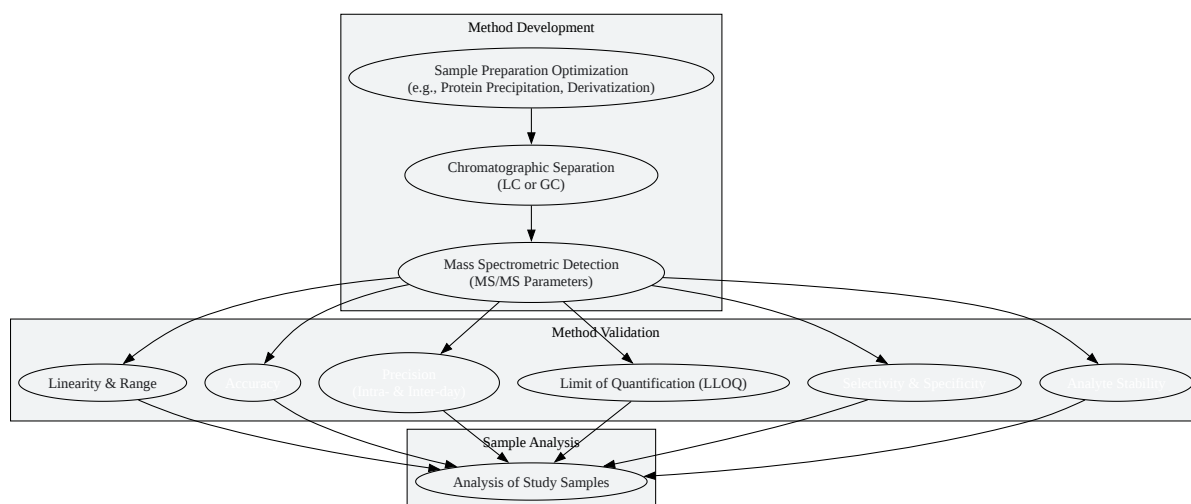 Method Development
Sample Preparation Optimization
(e.g., Protein Precipitation, Derivatization)
Chromatographic Separation
(LC or GC)
Mass Spectrometric Detection
(MS/MS Parameters)
Method Validation
Linearity & Range
Accuracy
Precision
(Intra- & Inter-day)
Limit of Quantification (LLOQ)
Selectivity & Specificity
Analyte Stability
Sample Analysis
Analysis of Study Samples